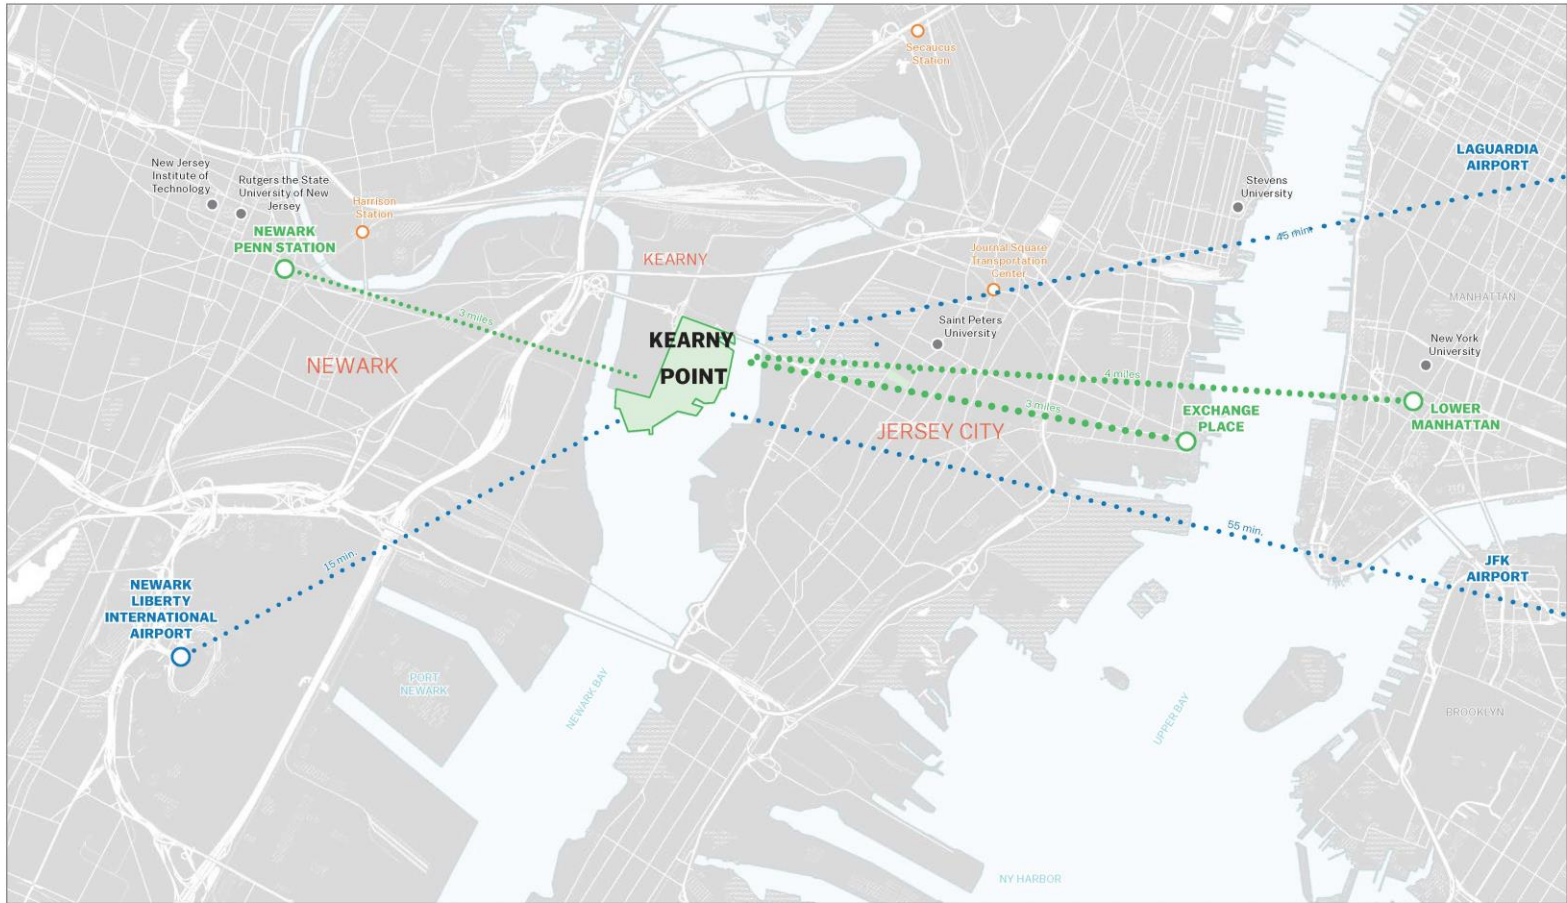 Secaucus
Station
LAGUARDIA
AIRPORT
New Jersey
Institute of
Technology
Rutgers the State
University of New
Jersey
Harrison
Station
Stevens
University
NEWARK
PENN STATION
45 min.
KEARNY
Journal Square
Transportation
Center
MANHATTAN
3 miles
Saint Peters
University
KEARNY
POINT
New York
University
NEWARK
4 miles
3 miles
EXCHANGE
PLACE
LOWER
MANHATTAN
JERSEY CITY
55 min.
15 min.
JFK
AIRPORT
NEWARK
LIBERTY
INTERNATIONAL
AIRPORT
PORT
NEWARK
NEWARK BAY
UPPER BAY
BROOKLYN
NY HARBOR